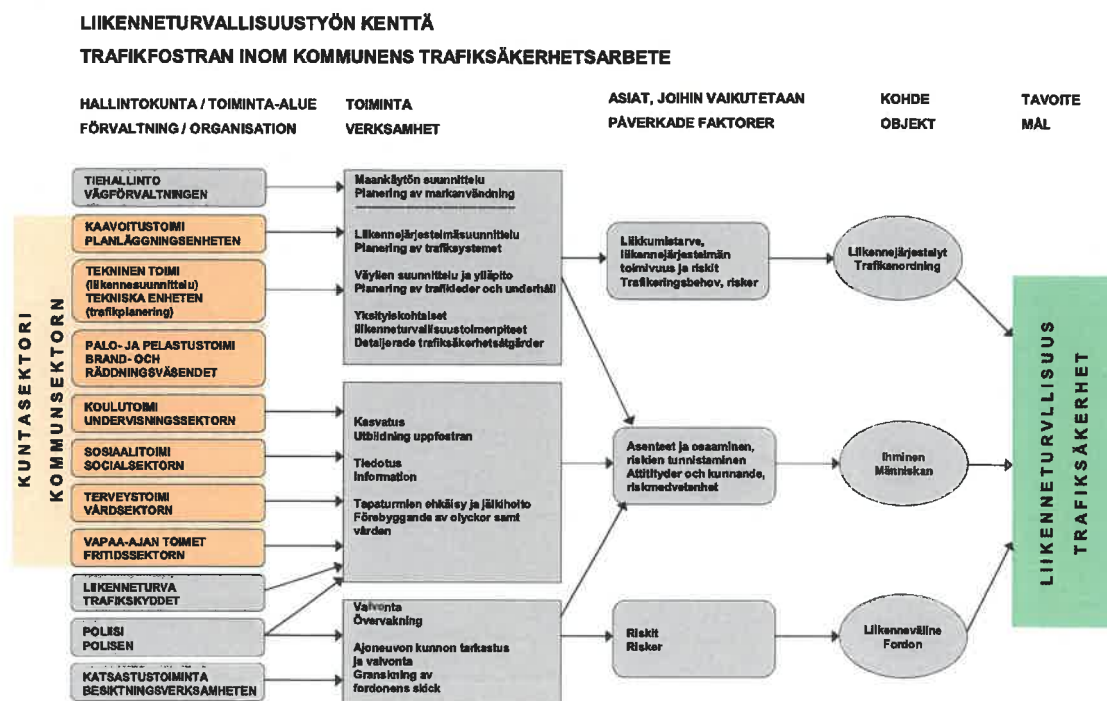 LIIKENNETURVALLISUUSTYÖN KENTTÄ
TRAFIKFOSTRAN INOM KOMMUNENS TRAFIKSÄKERHETSARBETE
HALLINTOKUNTA / TOIMINTA-ALUE
FÖRVALTNING / ORGANISATION
TOIMINTA
VERKSAMHET
ASIAT, JOIHIN VAIKUTETAAN
PÅVERKADE FAKTORER
KOHDE
OBJEKT
TAVOITE
MÅL
KUNTASEKTORI
KOMMUNSEKTORN
TIEHALLINTO
VÄGFÖRVALTNINGEN
KAAVOITUSTOIMI
PLANLÄGGNINGSENHETEN
TEKNINEN TOIMI
(liikennesuunnittelu)
TEKNISKA ENHETEN
(trafikplanering)
PALO- JA PELASTUSTOIMI
BRAND- OCH
RÄDDNINGSVÄSENDET
KOULUTOIMI
UNDERVISNINGSSEKTORN
SOSIAALITOIMI
SOCIALSEKTORN
TERVEYSTOIMI
VÅRDSEKTORN
VAPAA-AJAN TOIMET
FRITIDSSEKTORN
LIIKENNETURVA
TRAFIKSKYDDET
POLIISI
POLISEN
KATSASTUSTOIMINTA
BESIKTNINGSVERKSAMHETEN
Maankäytön suunnittelu
Planering av markanvändning
Liikennejärjestelmäsuunnittelu
Planering av trafiksystemet
Väylien suunnittelu ja ylläpito
Planering av trafikleder och underhåll
Yksityiskohtaiset
liikenneturvallisuustoimenpiteet
Detaljerade trafiksäkerhetsåtgärder
Kasvatus
Utbildning uppfostran
Tiedotus
Information
Tapaturmien ehkäisy ja jälkihoito
Förebyggande av olyckor samt
vården
Valvonta
Övervakning
Ajoneuvon kunnon tarkastus
ja valvonta
Granskning av
fordonens skick
Liikkumistarve,
liikennejärjestelmän
toimivuus ja riskit
Trafikeringsbehov, risker
Asenteet ja osaaminen,
riskien tunnistaminen
Attitityder och kunnande,
riskmedvetenhet
Riskit
Risker
Liikennejärjestelyt
Trafikanordning
Ihminen
Människan
Liikenneväline
Fordon
LIIKENNETURVLLISUUS
TRAFIKSÄKERHET